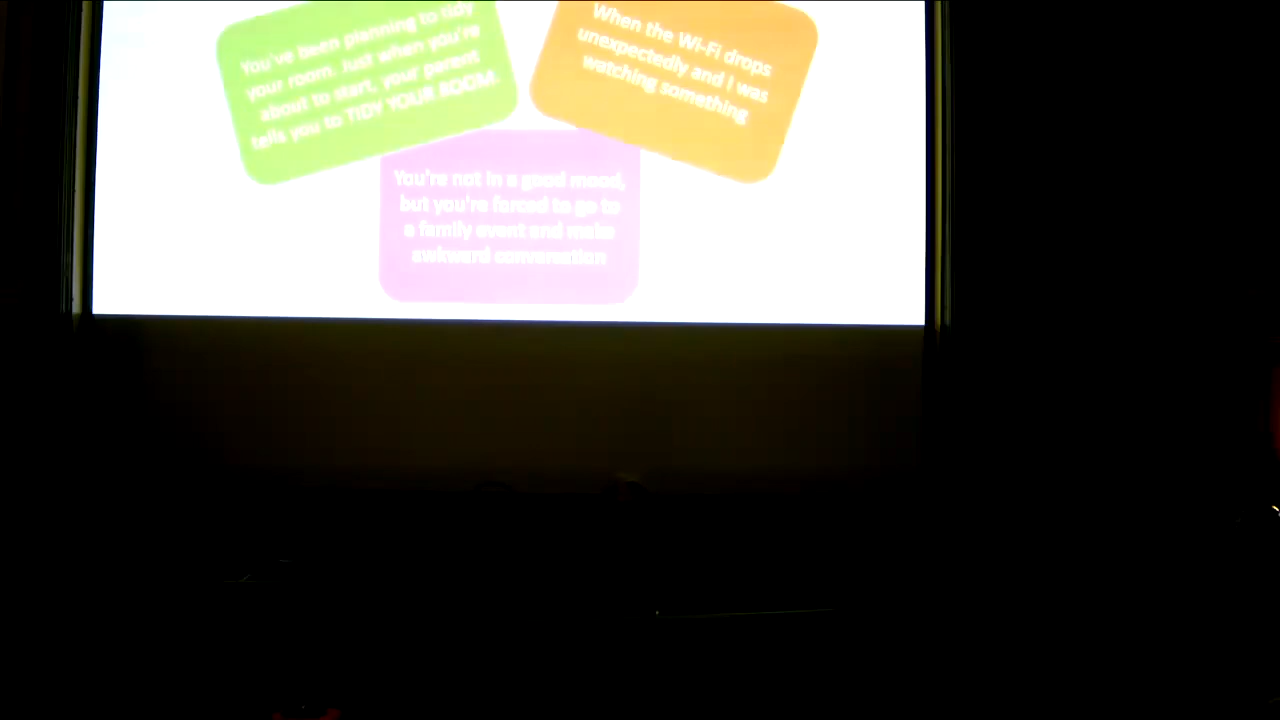 You've been planning to tidy
your room. Just when you're
about to start, your parent
tells you to TIDY YOUR ROOM.
When the Wi-Fi drops
unexpectedly and I was
watching something
You're not in a good mood,
but you're forced to go to
a family event and make
awkward conversation